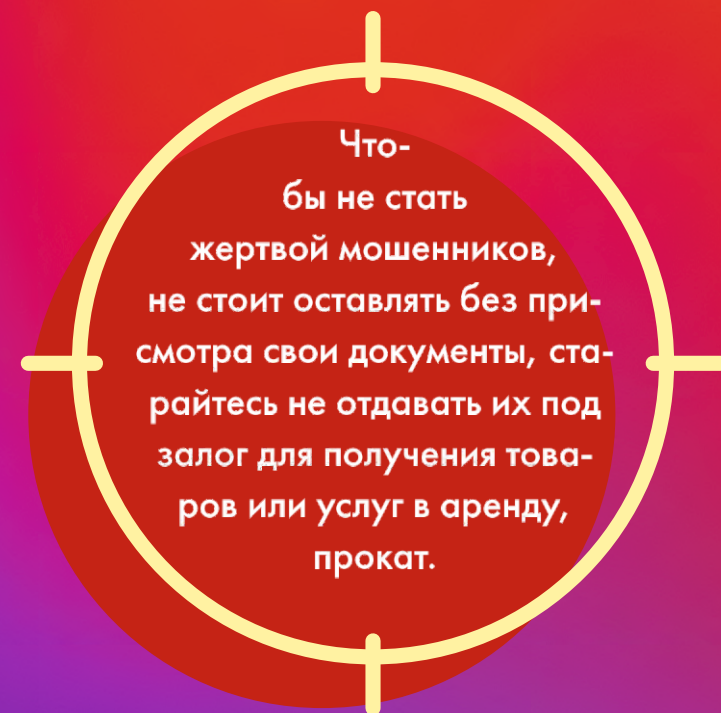 Что-
бы не стать
жертвой мошенников,
не стоит оставлять без при-
смотра свои документы, ста-
райтесь не отдавать их под
залог для получения това-
ров или услуг в аренду,
прокат.